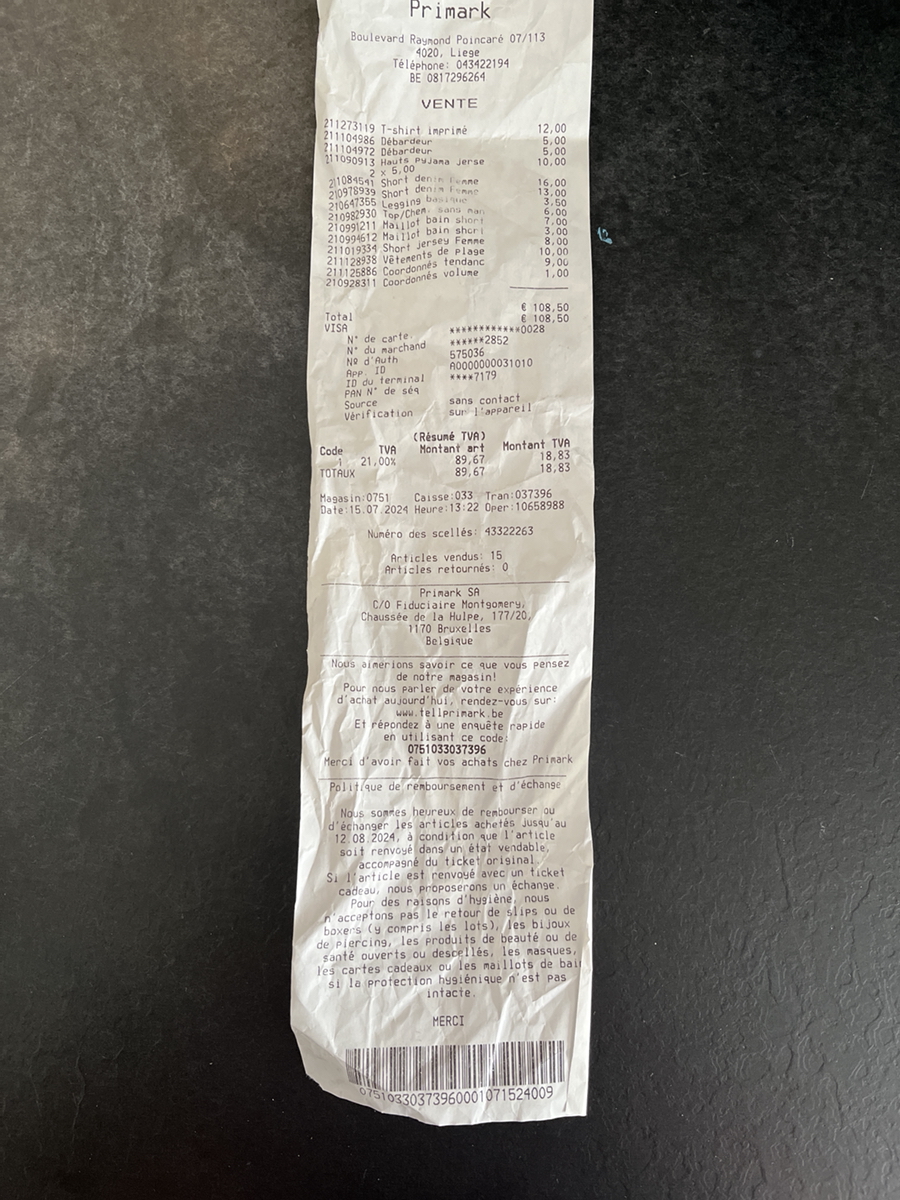 Primark
Boulevard Raymond Poincaré 07/113
4020, Liege
Téléphone: 043422194
BE 0817296264
VENTE
211273119 T-shirt imprimé 12,00
211104986 Débardeur 5,00
211104972 Débardeur 5,00
211090913 Hauts Pyjama Jerse 10,00
2 x 5,00
211084541 Short denim Femme 16,00
210978939 Short denim Femme 13,00
210647355 Legging basique 3,50
210982930 Top/Chem. sans man 6,00
210991211 Maillot bain short 7,00
210994612 Maillot bain short 3,00
211019334 Short jersey Femme 8,00
211128938 Vêtements de plage 10,00
211125886 Coordonnés tendanc 9,00
210928311 Coordonnés volume 1,00
Total € 108,50
VISA € 108,50
N° de carte. ************0028
N° du marchand ******2852
Nº d'Auth 575036
App. ID A0000000031010
ID du terminal ****7179
PAN N° de séq
Source sans contact
Vérification sur l'appareil
(Résumé TVA)
Code TVA Montant art Montant TVA
1 21,00% 89,67 18,83
TOTAUX 89,67 18,83
Magasin:0751 Caisse:033 Tran:037396
Date:15.07.2024 Heure:13:22 Oper:10658988
Numéro des scellés: 43322263
Articles vendus: 15
Articles retournés: 0
Primark SA
C/O Fiduciaire Montgomery,
Chaussée de la Hulpe, 177/20,
1170 Bruxelles
Belgique
Nous aimerions savoir ce que vous pensez
de notre magasin!
Pour nous parler de votre expérience
d'achat aujourd'hui, rendez-vous sur:
www.tellprimark.be
Et répondez à une enquête rapide
en utilisant ce code:
0751033037396
Merci d'avoir fait vos achats chez Primark
Politique de remboursement et d'échange
Nous sommes heureux de rembourser ou
d'échanger les articles achetés jusqu'au
12.08.2024, à condition que l'article
soit renvoyé dans un état vendable,
accompagné du ticket original.
Si l'article est renvoyé avec un ticket
cadeau, nous proposerons un échange.
Pour des raisons d'hygiène, nous
n'acceptons pas le retour de slips ou de
boxers (y compris les lots), les bijoux
de piercing, les produits de beauté ou de
santé ouverts ou descellés, les masques,
les cartes cadeaux ou les maillots de bain
si la protection hygiénique n'est pas
intacte.
MERCI
07510330373960001071524009